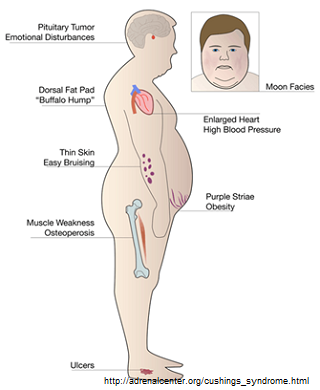 Pituitary Tumor
Emotional Disturbances
Moon Facies
Dorsal Fat Pad
“Buffalo Hump”
Enlarged Heart
High Blood Pressure
Thin Skin
Easy Bruising
Purple Striae
Obesity
Muscle Weakness
Osteoperosis
Ulcers
http://adrenalcenter.org/cushings_syndrome.html